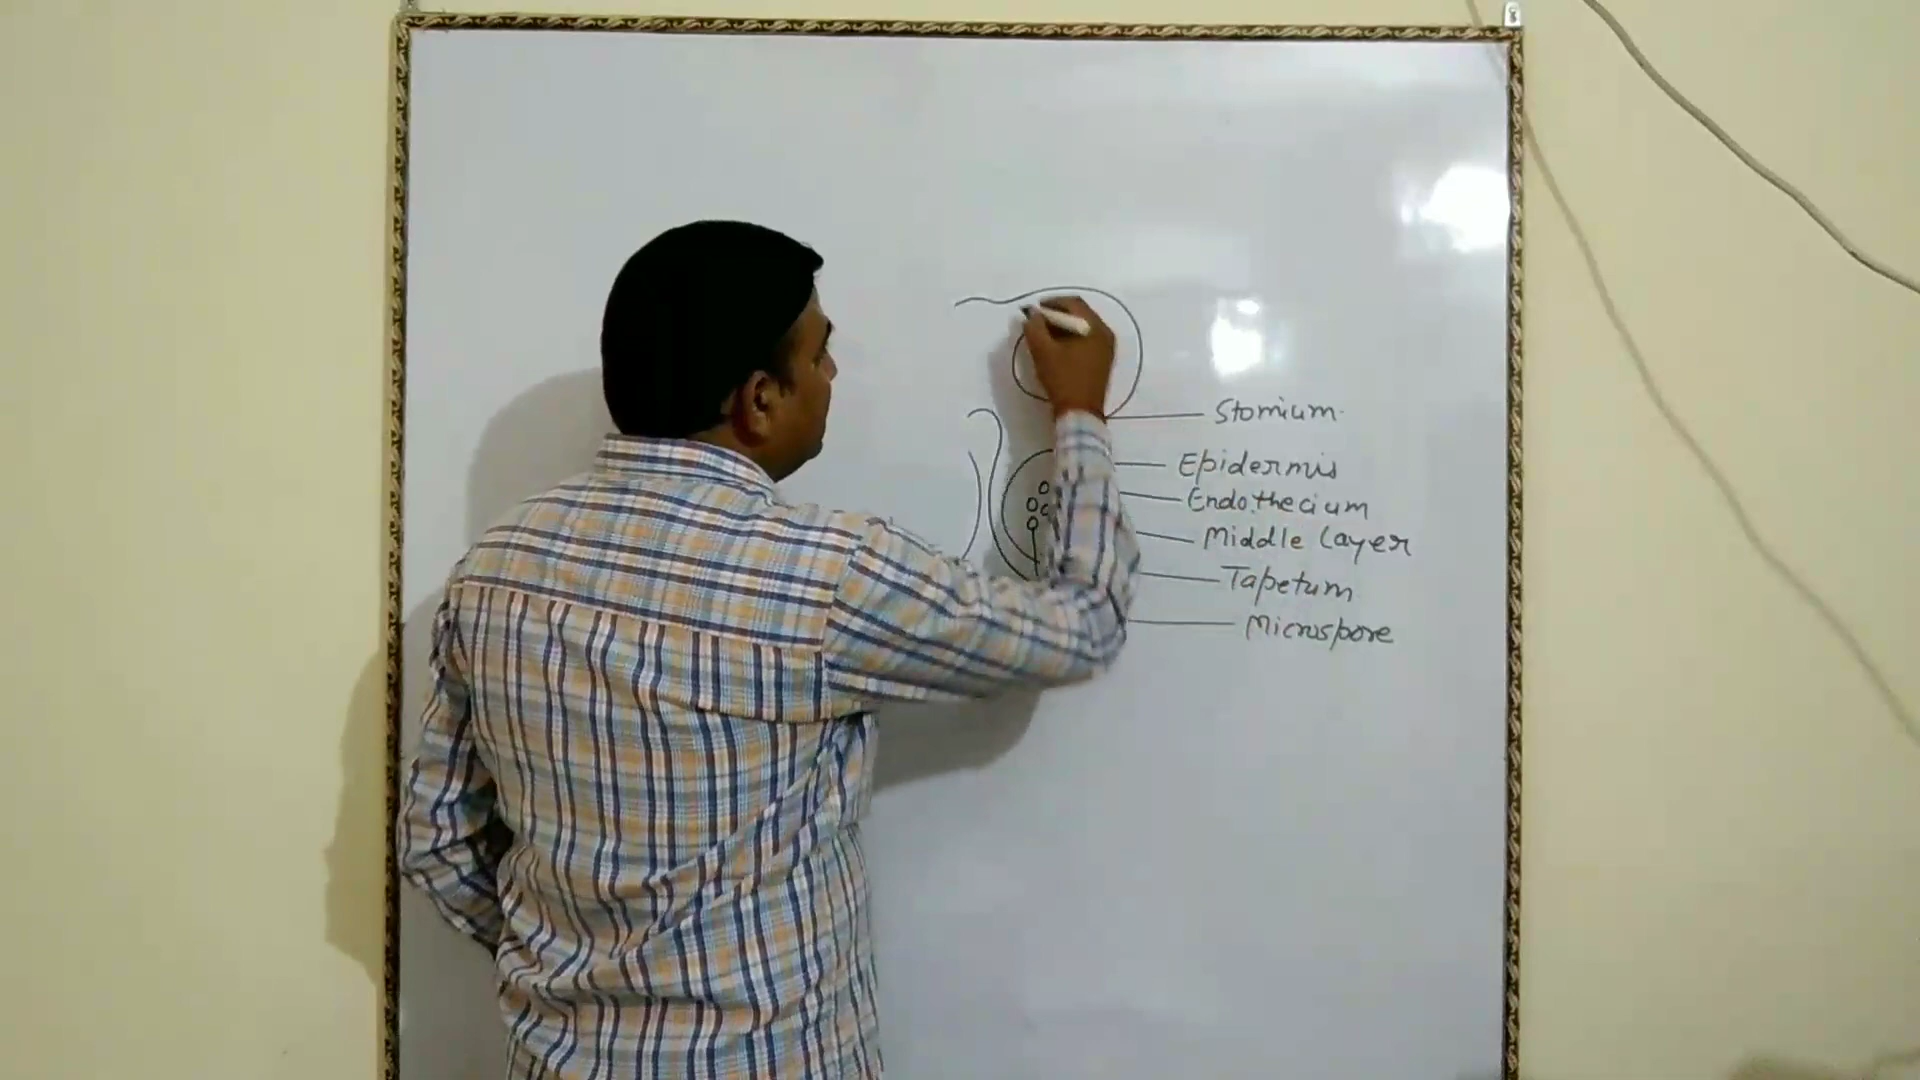 Stomium
Epidermis
Endothecium
Middle Layer
Tapetum
Microspore